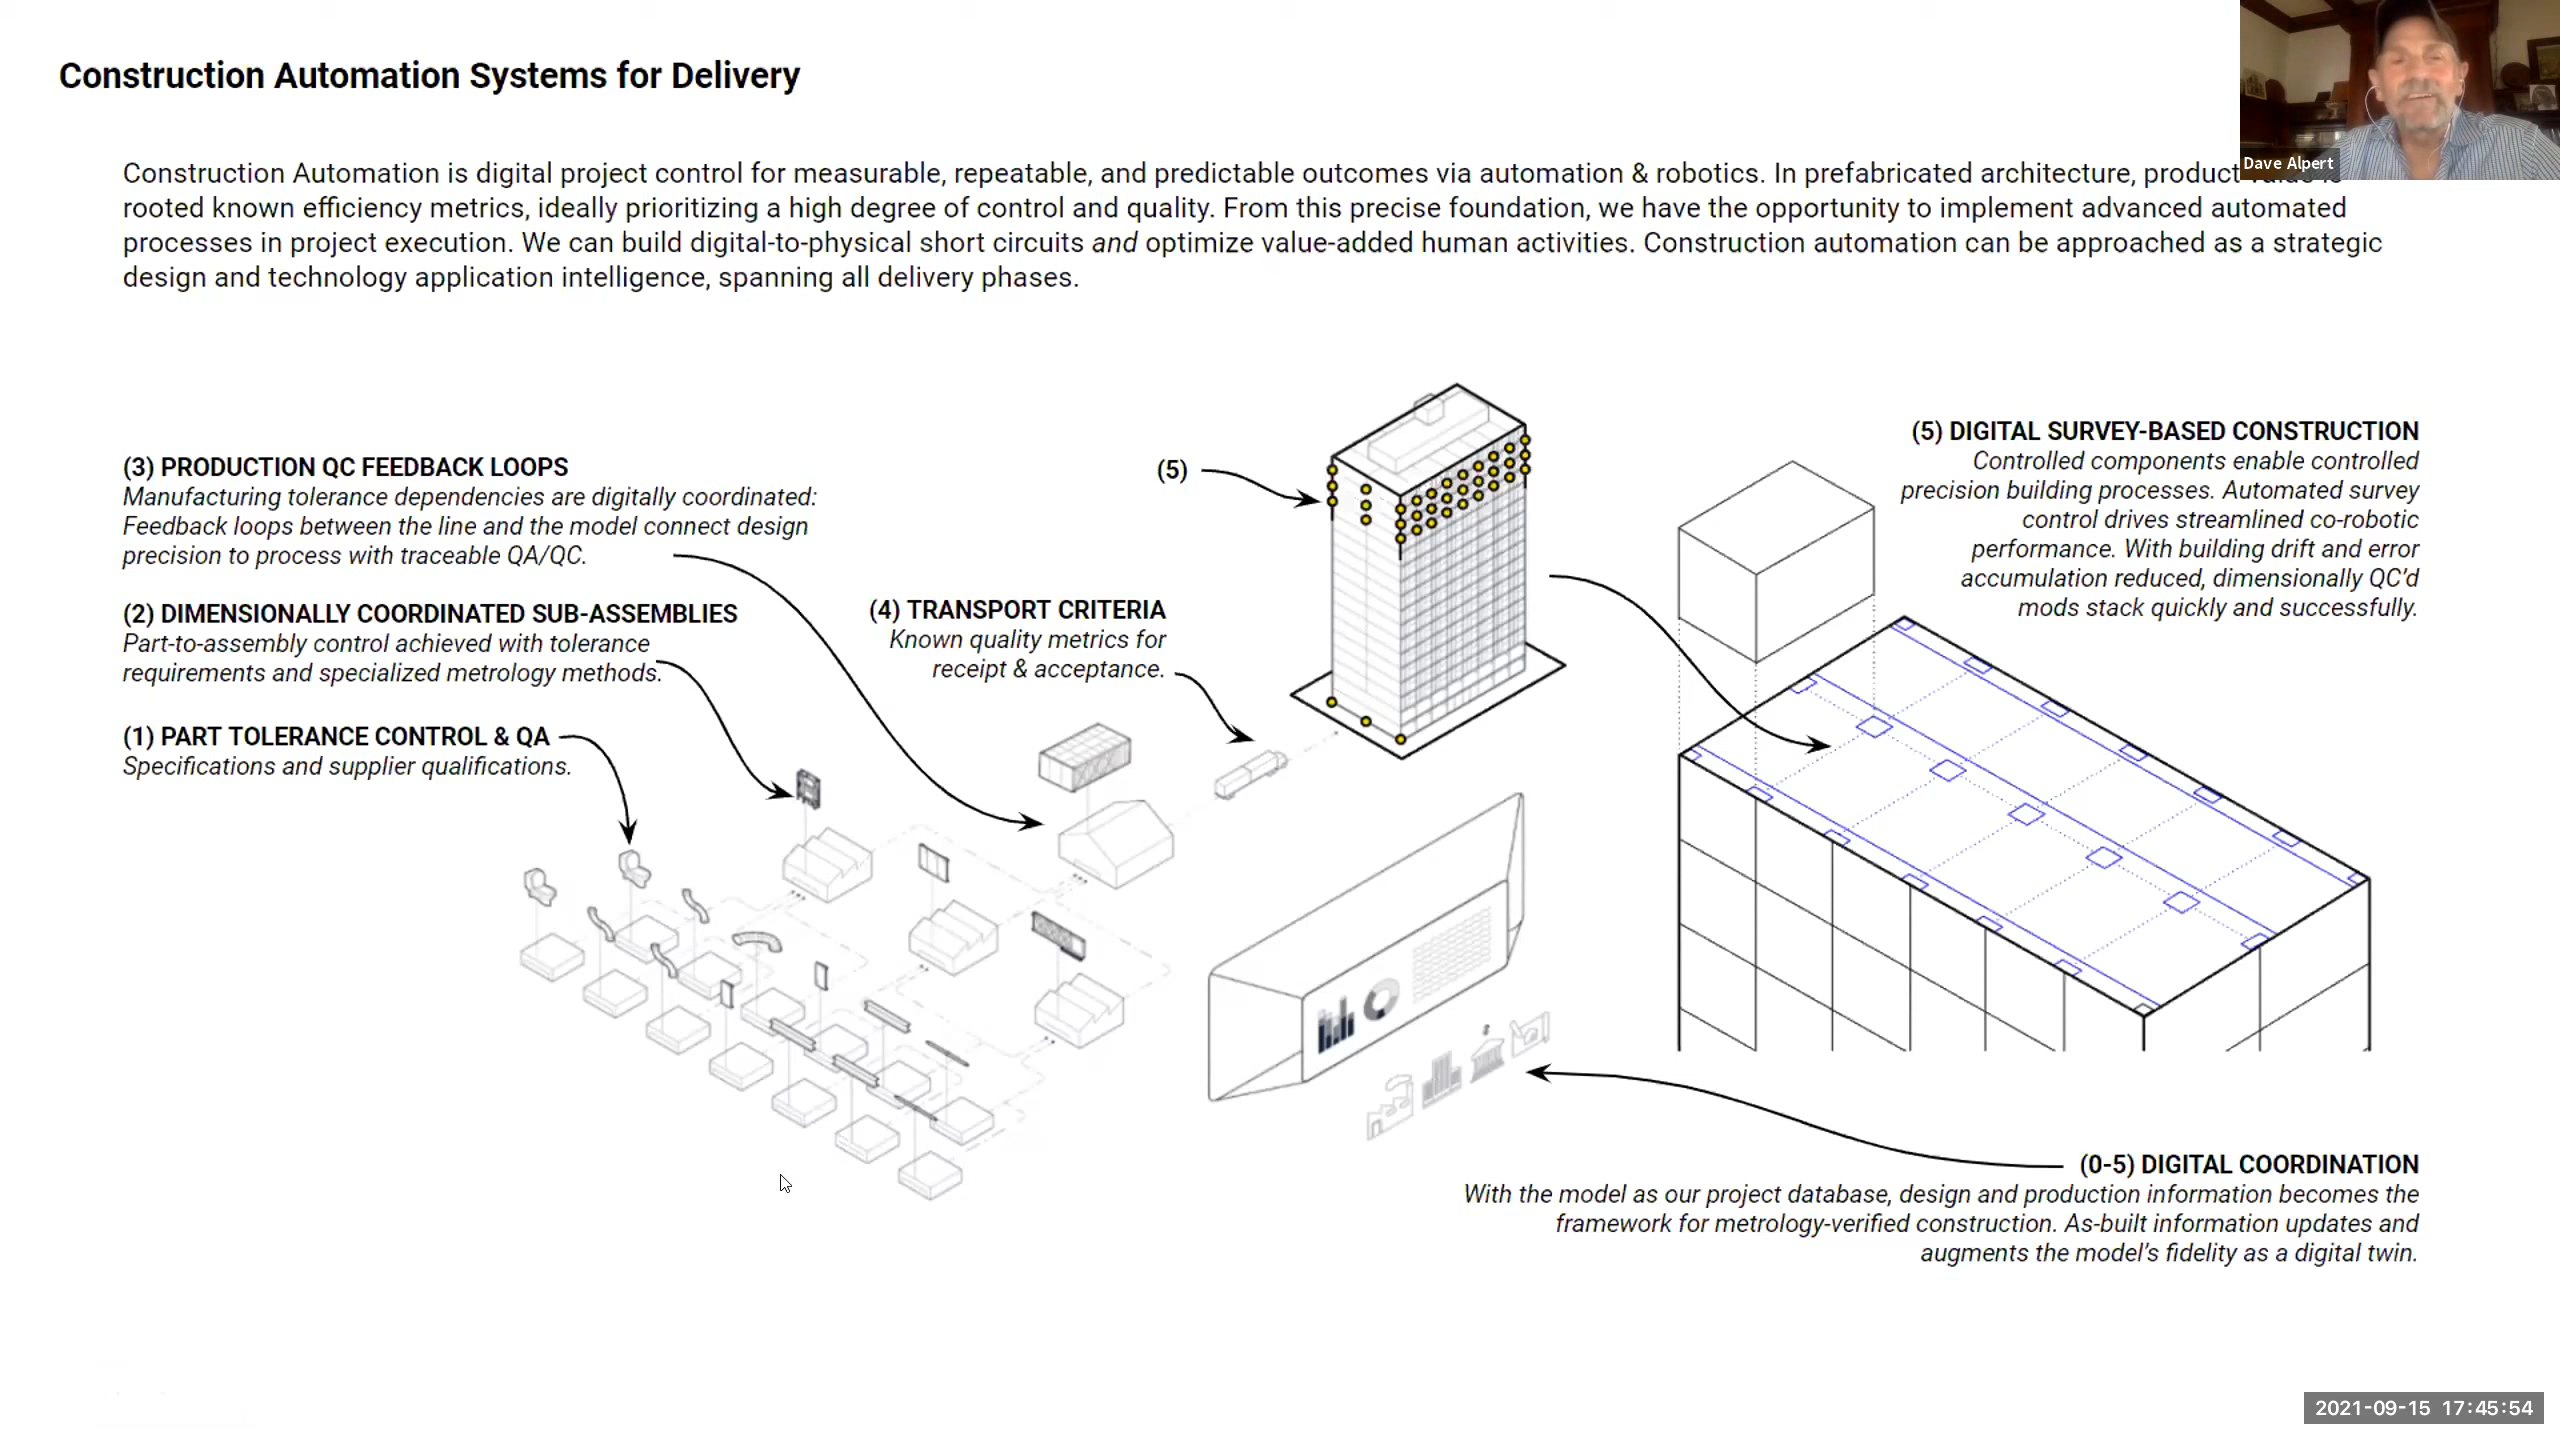 Construction Automation Systems for Delivery
Dave Alpert
Construction Automation is digital project control for measurable, repeatable, and predictable outcomes via automation & robotics. In prefabricated architecture, product
rooted known efficiency metrics, ideally prioritizing a high degree of control and quality. From this precise foundation, we have the opportunity to implement advanced automated
processes in project execution. We can build digital-to-physical short circuits and optimize value-added human activities. Construction automation can be approached as a strategic
design and technology application intelligence, spanning all delivery phases.
(3) PRODUCTION QC FEEDBACK LOOPS
Manufacturing tolerance dependencies are digitally coordinated:
Feedback loops between the line and the model connect design
precision to process with traceable QA/QC.
(2) DIMENSIONALLY COORDINATED SUB-ASSEMBLIES
Part-to-assembly control achieved with tolerance
requirements and specialized metrology methods.
(1) PART TOLERANCE CONTROL & QA
Specifications and supplier qualifications.
(4) TRANSPORT CRITERIA
Known quality metrics for
receipt & acceptance.
(5)
(5) DIGITAL SURVEY-BASED CONSTRUCTION
Controlled components enable controlled
precision building processes. Automated survey
control drives streamlined co-robotic
performance. With building drift and error
accumulation reduced, dimensionally QC'd
mods stack quickly and successfully.
$
(0-5) DIGITAL COORDINATION
With the model as our project database, design and production information becomes the
framework for metrology-verified construction. As-built information updates and
augments the model's fidelity as a digital twin.
2021-09-15 17:45:54